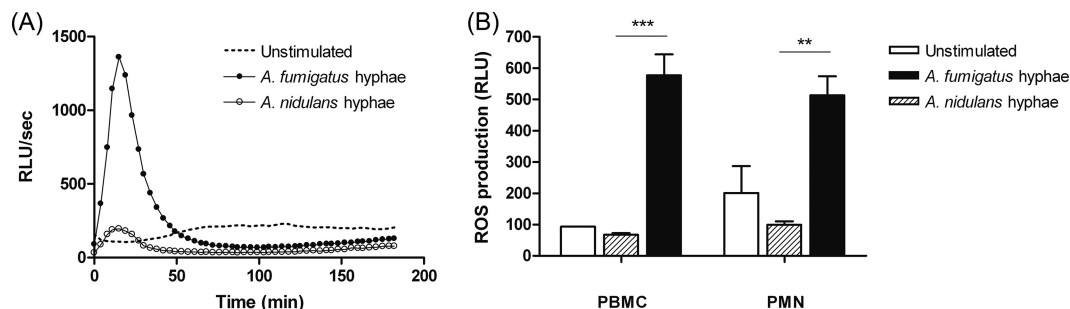 (A)
1500
1000
500
0
RLU/sec
0 50 100 150 200
Time (min)
Unstimulated
A. fumigatus hyphae
A. nidulans hyphae
(B)
700
600
500
400
300
200
100
0
ROS production (RLU)
***
**
PBMC PMN
Unstimulated
A. fumigatus hyphae
A. nidulans hyphae